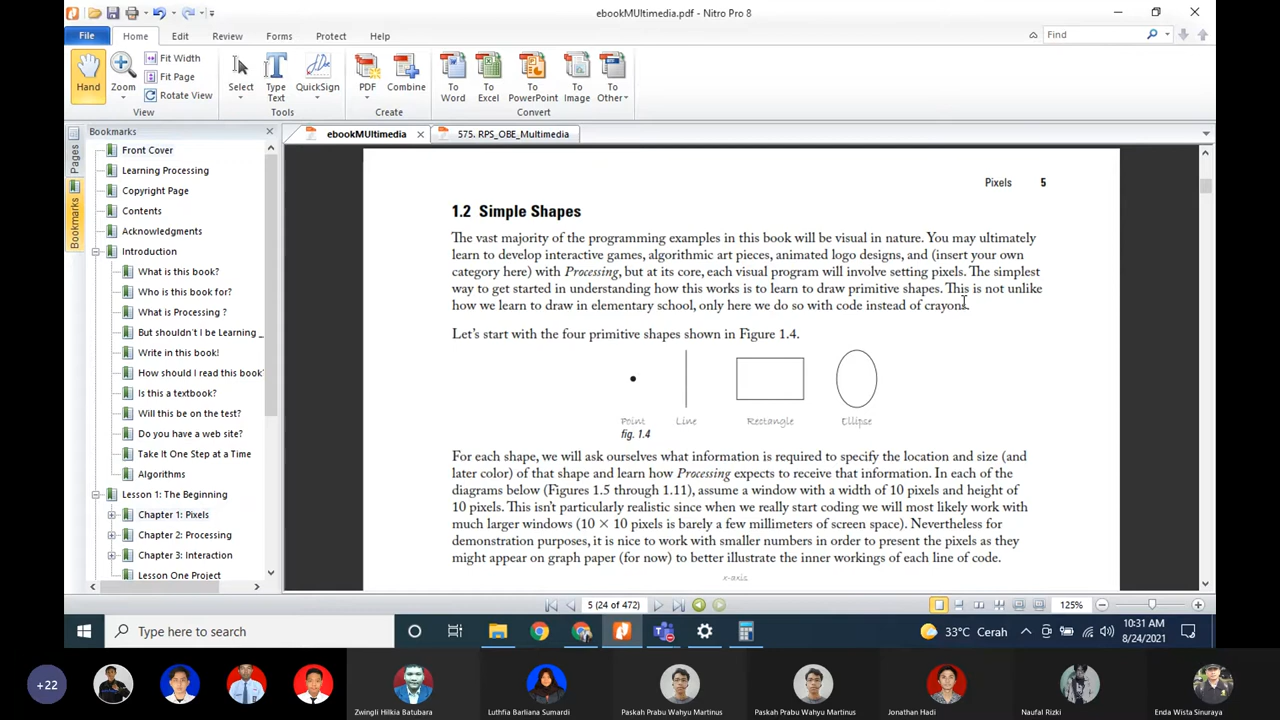 ebookMUltimedia.pdf - Nitro Pro 8
File
Home
Edit
Review
Forms
Protect
Help
Find
Hand
Zoom
Fit Width
Fit Page
Rotate View
View
Select
Type Text
QuickSign
Tools
PDF
Combine
Create
To Word
To Excel
To PowerPoint
To Image
To Other
Convert
Pages
Bookmarks
Bookmarks
ebookMUltimedia
575. RPS_OBE_Multimedia
Front Cover
Learning Processing
Copyright Page
Contents
Acknowledgments
Introduction
What is this book?
Who is this book for?
What is Processing ?
But shouldn't I be Learning _
Write in this book!
How should I read this book?
Is this a textbook?
Will this be on the test?
Do you have a web site?
Take It One Step at a Time
Algorithms
Lesson 1: The Beginning
Chapter 1: Pixels
Chapter 2: Processing
Chapter 3: Interaction
Lesson One Project
Pixels 5
1.2 Simple Shapes
The vast majority of the programming examples in this book will be visual in nature. You may ultimately
learn to develop interactive games, algorithmic art pieces, animated logo designs, and (insert your own
category here) with Processing, but at its core, each visual program will involve setting pixels. The simplest
way to get started in understanding how this works is to learn to draw primitive shapes. This is not unlike
how we learn to draw in elementary school, only here we do so with code instead of crayons.
Let's start with the four primitive shapes shown in Figure 1.4.
Point Line Rectangle Ellipse
fig. 1.4
For each shape, we will ask ourselves what information is required to specify the location and size (and
later color) of that shape and learn how Processing expects to receive that information. In each of the
diagrams below (Figures 1.5 through 1.11), assume a window with a width of 10 pixels and height of
10 pixels. This isn't particularly realistic since when we really start coding we will most likely work with
much larger windows (10 × 10 pixels is barely a few millimeters of screen space). Nevertheless for
demonstration purposes, it is nice to work with smaller numbers in order to present the pixels as they
might appear on graph paper (for now) to better illustrate the inner workings of each line of code.
x-axis
5 (24 of 472)
125%
Type here to search
33°C Cerah
10:31 AM
8/24/2021
+22
Zwingli Hilkia Batubara
Luthfia Barliana Sumardi
Paskah Prabu Wahyu Martinus
Paskah Prabu Wahyu Martinus
Jonathan Hadi
Naufal Rizki
Enda Wista Sinuraya